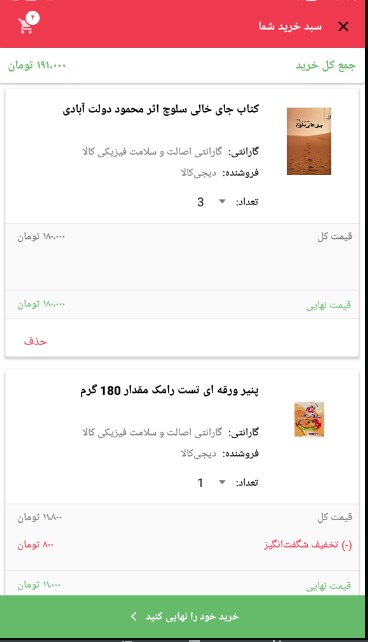 سبد خرید شما
۴
جمع کل خرید ۱۹۱،۰۰۰ تومان
کتاب جای خالی سلوچ اثر محمود دولت آبادی
گارانتی: گارانتی اصالت و سلامت فیزیکی کالا
فروشنده: دیجی‌کالا
تعداد: 3
قیمت کل ۱۸۰،۰۰۰ تومان
قیمت نهایی ۱۸۰،۰۰۰ تومان
حذف
پنیر ورقه ای تست رامک مقدار 180 گرم
گارانتی: گارانتی اصالت و سلامت فیزیکی کالا
فروشنده: دیجی‌کالا
تعداد: 1
قیمت کل ۱۱،۸۰۰ تومان
(-) تخفیف شگفت‌انگیز ۸۰۰ تومان
قیمت نهایی ۱۱،۰۰۰ تومان
خرید خود را نهایی کنید